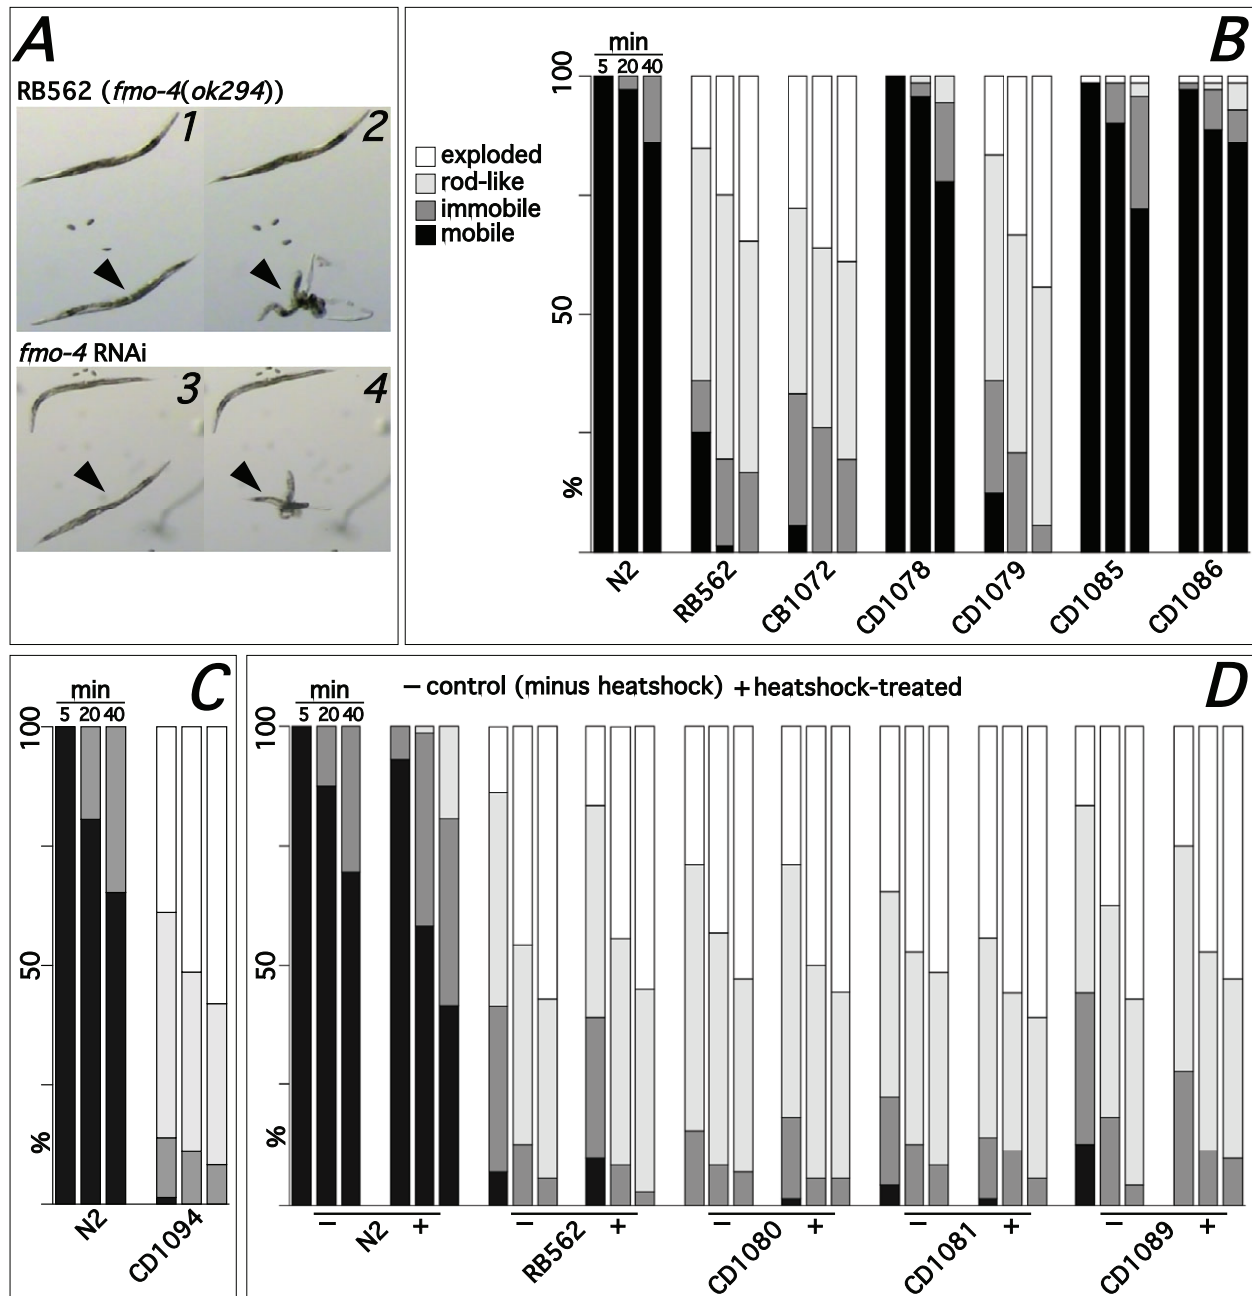 A
RB562 (fmo-4(ok294))
1
2
fmo-4 RNAi
3
4
B
min
5 20 40
100
50
%
exploded
rod-like
immobile
mobile
N2
RB562
CB1072
CD1078
CD1079
CD1085
CD1086
C
min
5 20 40
100
50
%
N2
CD1094
D
− control (minus heatshock) + heatshock-treated
min
5 20 40
100
50
%
− +
N2
− +
RB562
− +
CD1080
− +
CD1081
− +
CD1089